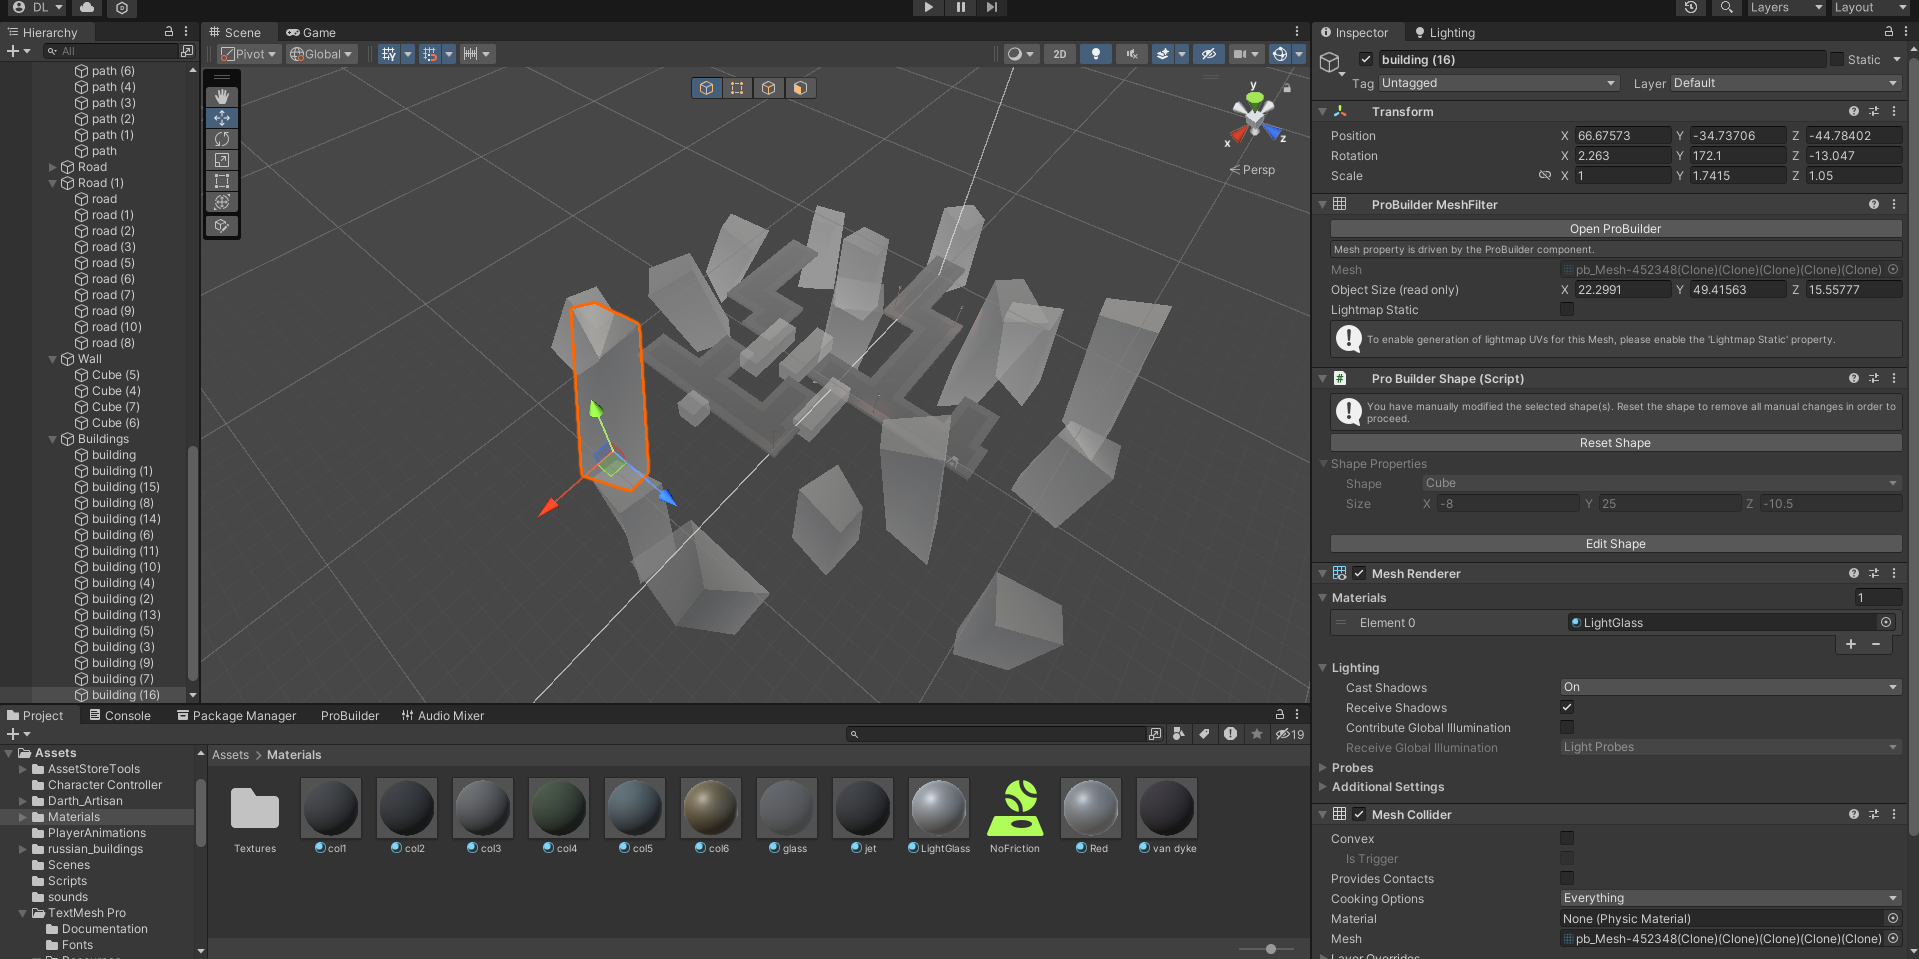 DL
Layers
Layout
Hierarchy
All
path (6)
path (4)
path (3)
path (2)
path (1)
path
Road
Road (1)
road
road (1)
road (2)
road (3)
road (5)
road (6)
road (7)
road (9)
road (10)
road (8)
Wall
Cube (5)
Cube (4)
Cube (7)
Cube (6)
Buildings
building
building (1)
building (15)
building (8)
building (14)
building (6)
building (11)
building (10)
building (4)
building (2)
building (13)
building (5)
building (3)
building (9)
building (7)
building (16)
Scene
Game
Pivot
Global
2D
y
x
z
Persp
Inspector
Lighting
building (16)
Static
Tag Untagged
Layer Default
Transform
Position X 66.67573 Y -34.73706 Z -44.78402
Rotation X 2.263 Y 172.1 Z -13.047
Scale X 1 Y 1.7415 Z 1.05
ProBuilder MeshFilter
Open ProBuilder
Mesh property is driven by the ProBuilder component.
Mesh pb_Mesh-452348(Clone)(Clone)(Clone)(Clone)(Clone)
Object Size (read only) X 22.2991 Y 49.41563 Z 15.55777
Lightmap Static
To enable generation of lightmap UVs for this Mesh, please enable the 'Lightmap Static' property.
Pro Builder Shape (Script)
You have manually modified the selected shape(s). Reset the shape to remove all manual changes in order to
proceed.
Reset Shape
Shape Properties
Shape Cube
Size X -8 Y 25 Z -10.5
Edit Shape
Mesh Renderer
Materials 1
Element 0 LightGlass
Lighting
Cast Shadows On
Receive Shadows
Contribute Global Illumination
Receive Global Illumination Light Probes
Probes
Additional Settings
Mesh Collider
Convex
Is Trigger
Provides Contacts
Cooking Options Everything
Material None (Physic Material)
Mesh pb_Mesh-452348(Clone)(Clone)(Clone)(Clone)(Clone)
Layer Overrides
Project
Console
Package Manager
ProBuilder
Audio Mixer
19
Assets
AssetStoreTools
Character Controller
Darth_Artisan
Materials
PlayerAnimations
russian_buildings
Scenes
Scripts
sounds
TextMesh Pro
Documentation
Fonts
Resources
Assets > Materials
Textures
col1
col2
col3
col4
col5
col6
glass
jet
LightGlass
NoFriction
Red
van dyke